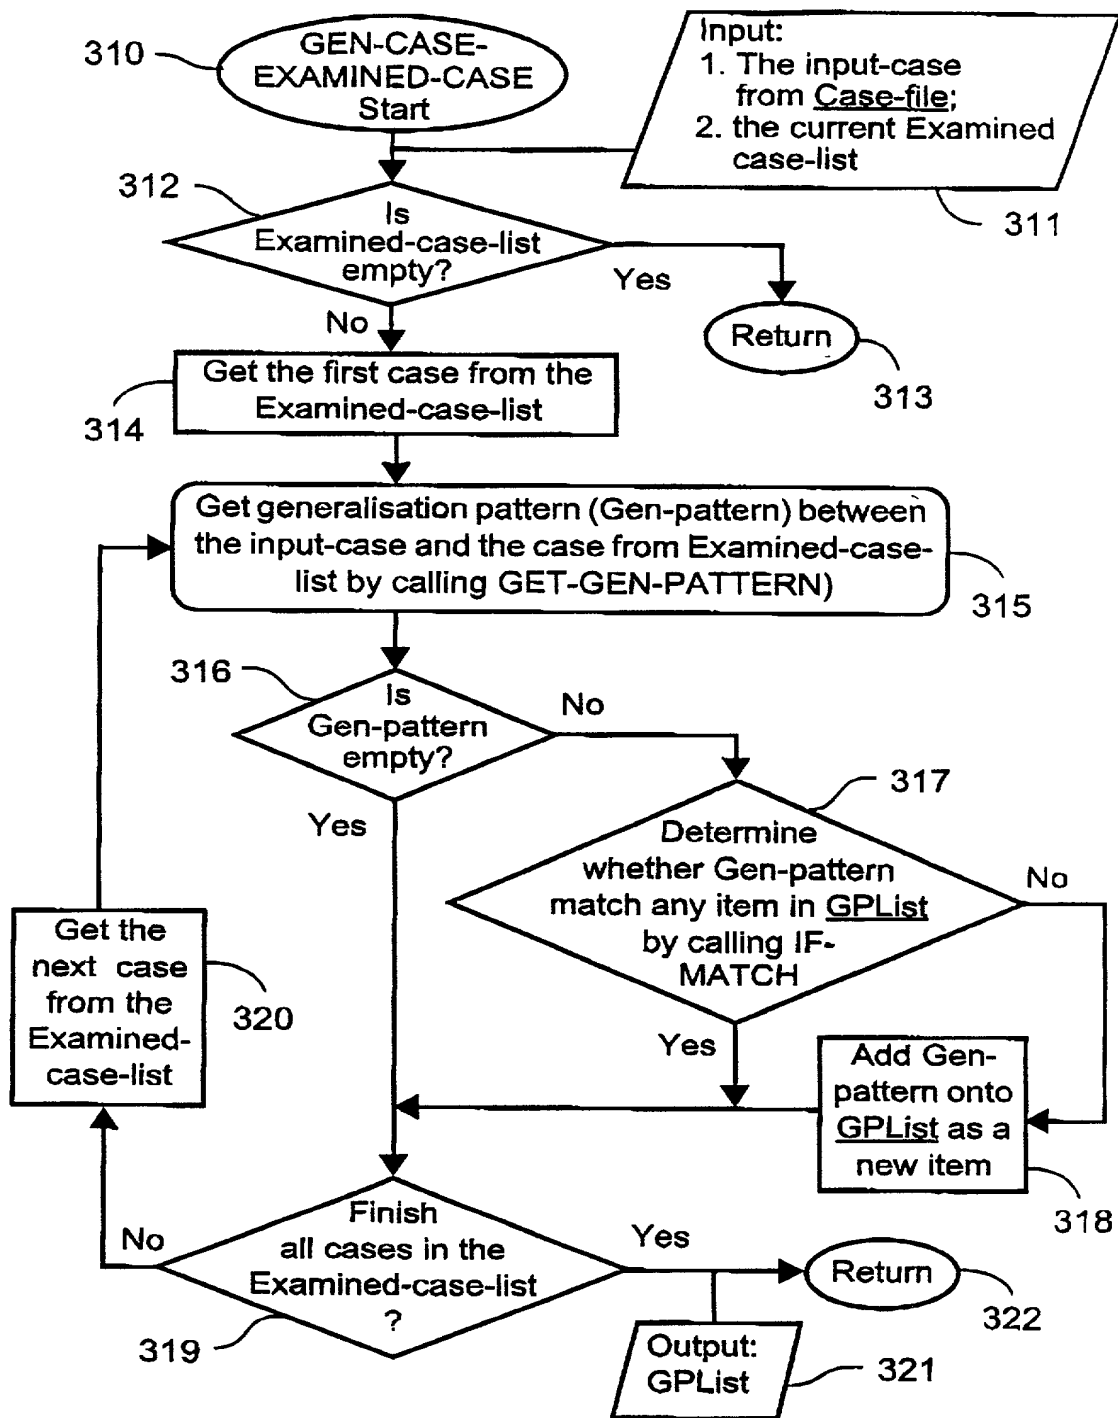 310
GEN-CASE-
EXAMINED-CASE
Start
Input:
1. The input-case
from Case-file;
2. the current Examined
case-list
311
312
Is
Examined-case-list
empty?
Yes
No
Return
313
Get the first case from the
Examined-case-list
314
Get generalisation pattern (Gen-pattern) between
the input-case and the case from Examined-case-
list by calling GET-GEN-PATTERN)
315
316
Is
Gen-pattern
empty?
No
Yes
317
Determine
whether Gen-pattern
match any item in GPList
by calling IF-
MATCH
No
Yes
Get the
next case
from the
Examined-
case-list
320
Add Gen-
pattern onto
GPList as a
new item
318
Finish
all cases in the
Examined-case-list
?
No
Yes
319
Return
322
Output:
GPList
321